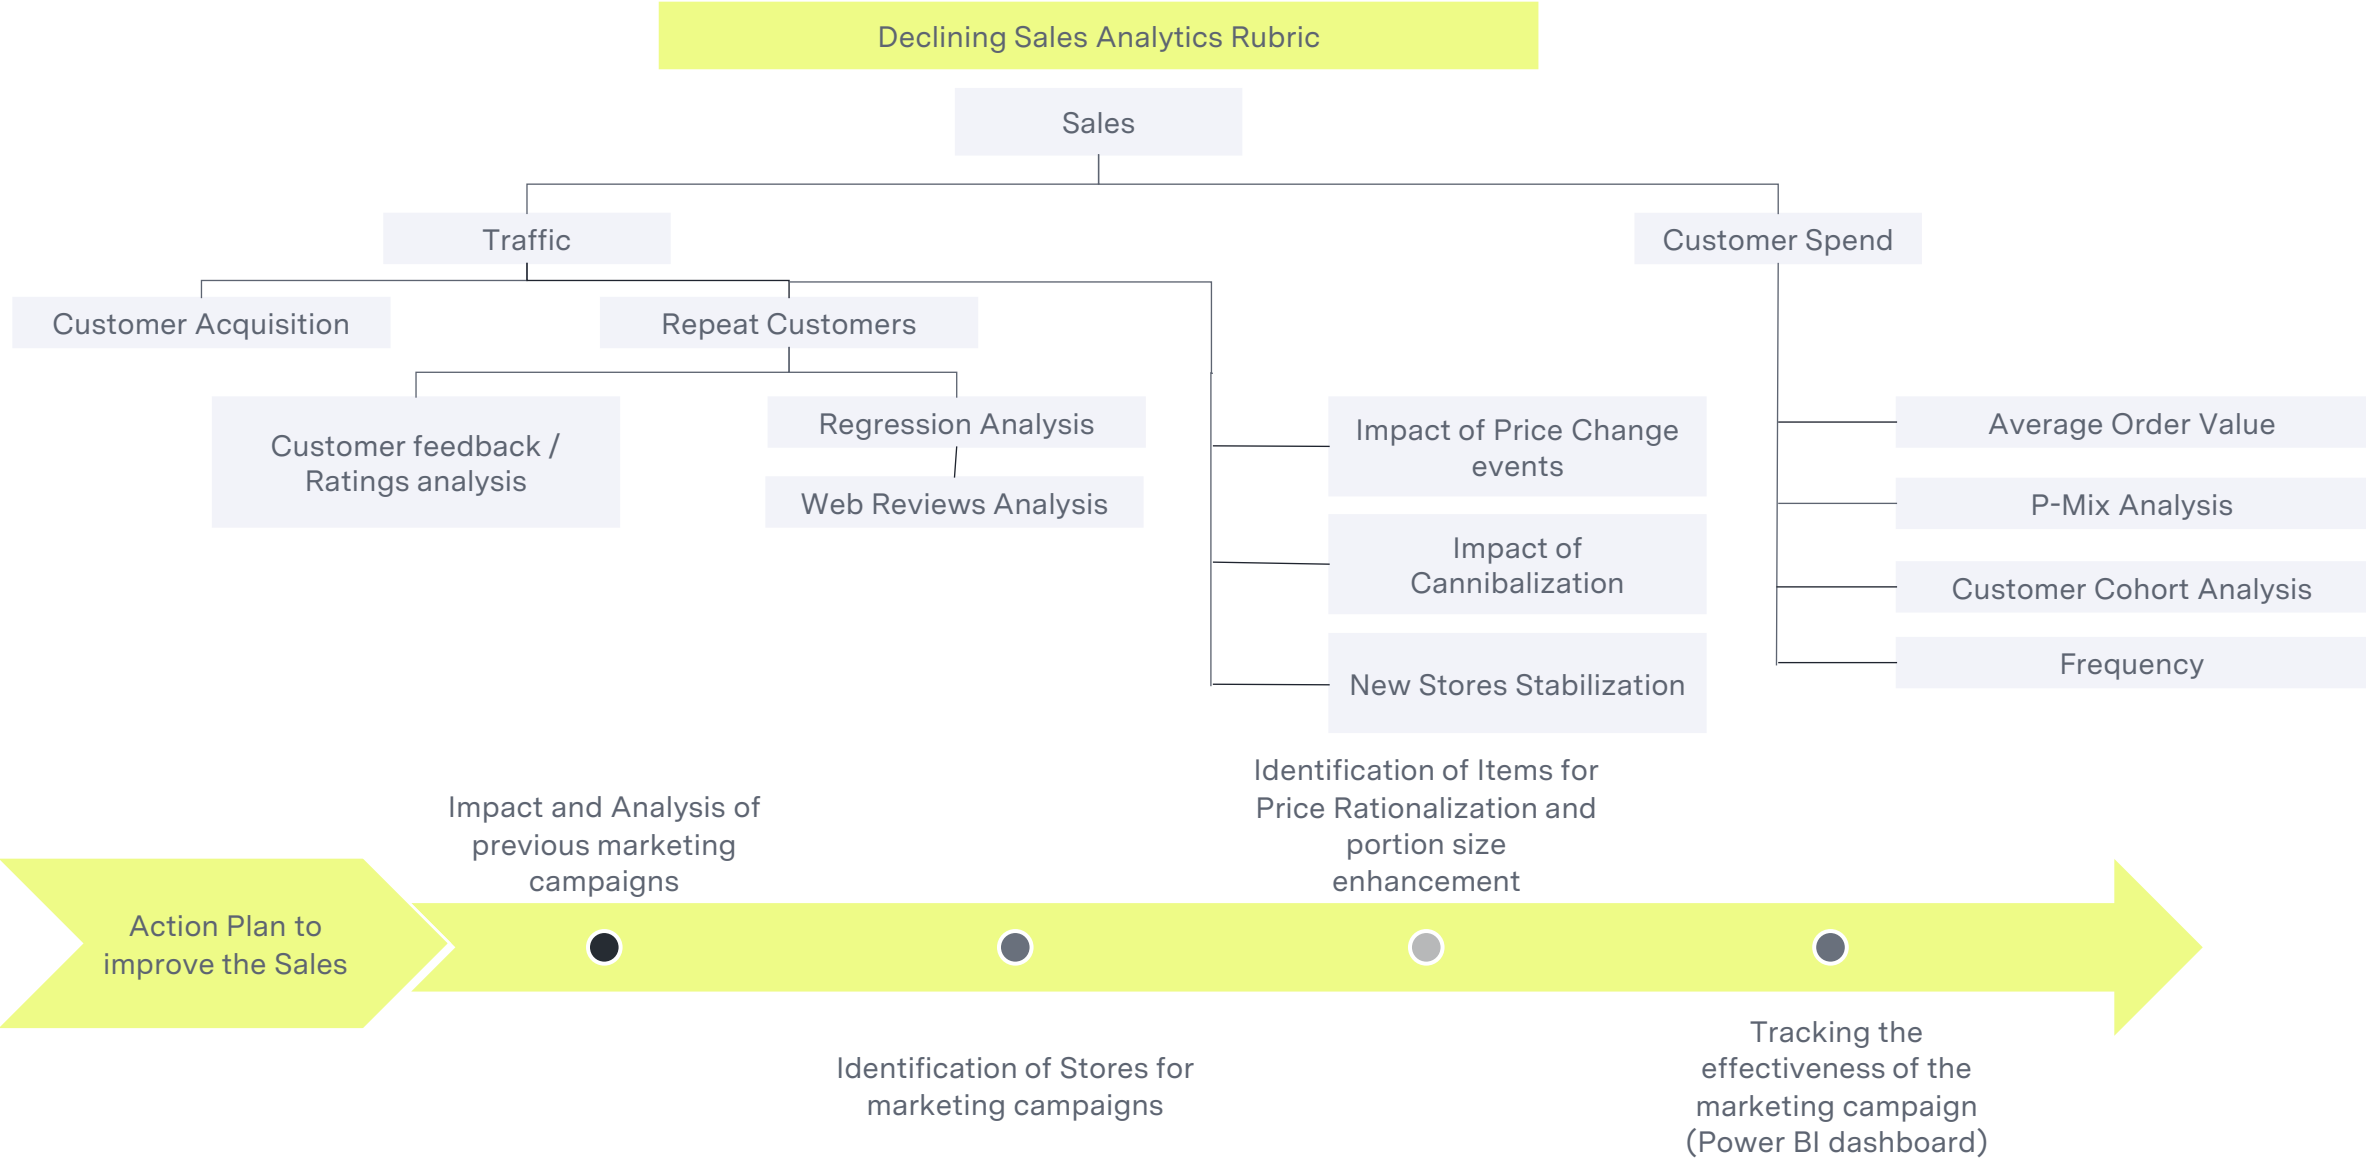 Declining Sales Analytics Rubric
Sales
Traffic
Customer Spend
Customer Acquisition
Repeat Customers
Customer feedback /
Ratings analysis
Regression Analysis
Web Reviews Analysis
Impact of Price Change
events
Impact of
Cannibalization
New Stores Stabilization
Average Order Value
P-Mix Analysis
Customer Cohort Analysis
Frequency
Action Plan to
improve the Sales
Impact and Analysis of
previous marketing
campaigns
Identification of Stores for
marketing campaigns
Identification of Items for
Price Rationalization and
portion size
enhancement
Tracking the
effectiveness of the
marketing campaign
(Power BI dashboard)